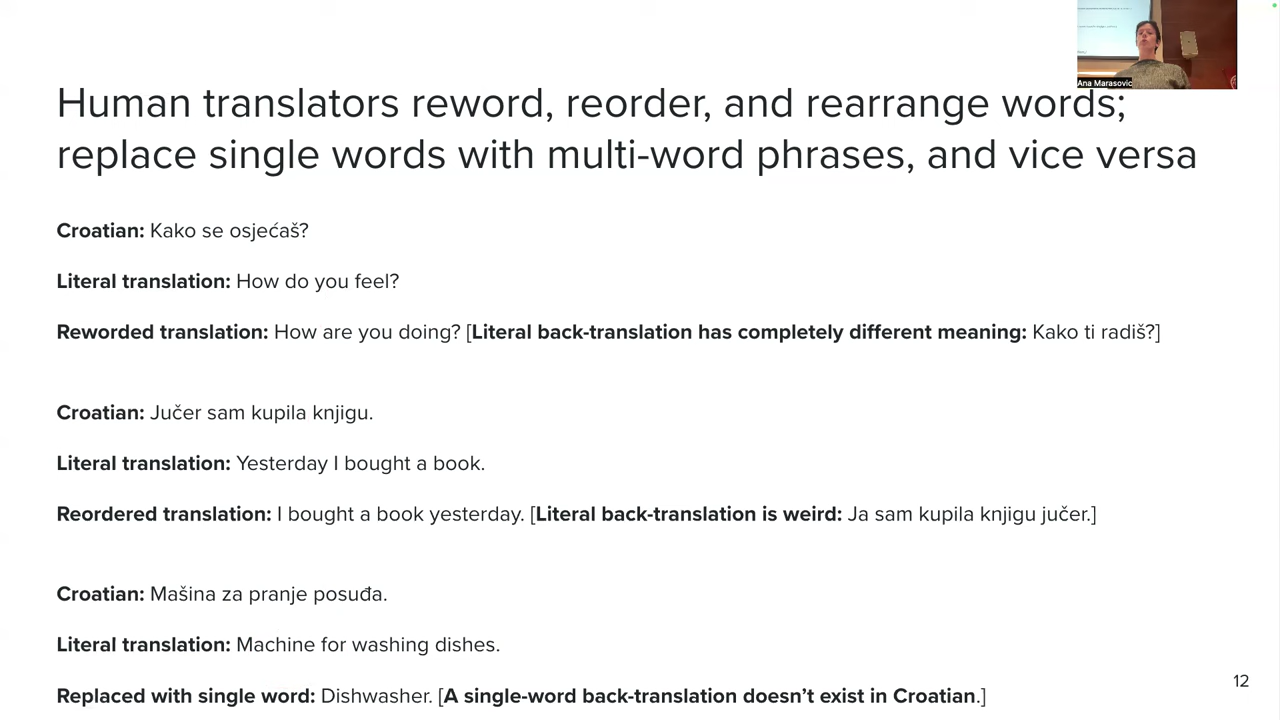 Ana Marasovic
Human translators reword, reorder, and rearrange words;
replace single words with multi-word phrases, and vice versa
Croatian: Kako se osjećaš?
Literal translation: How do you feel?
Reworded translation: How are you doing? [Literal back-translation has completely different meaning: Kako ti radiš?]
Croatian: Jučer sam kupila knjigu.
Literal translation: Yesterday I bought a book.
Reordered translation: I bought a book yesterday. [Literal back-translation is weird: Ja sam kupila knjigu jučer.]
Croatian: Mašina za pranje posuđa.
Literal translation: Machine for washing dishes.
Replaced with single word: Dishwasher. [A single-word back-translation doesn’t exist in Croatian.]
12